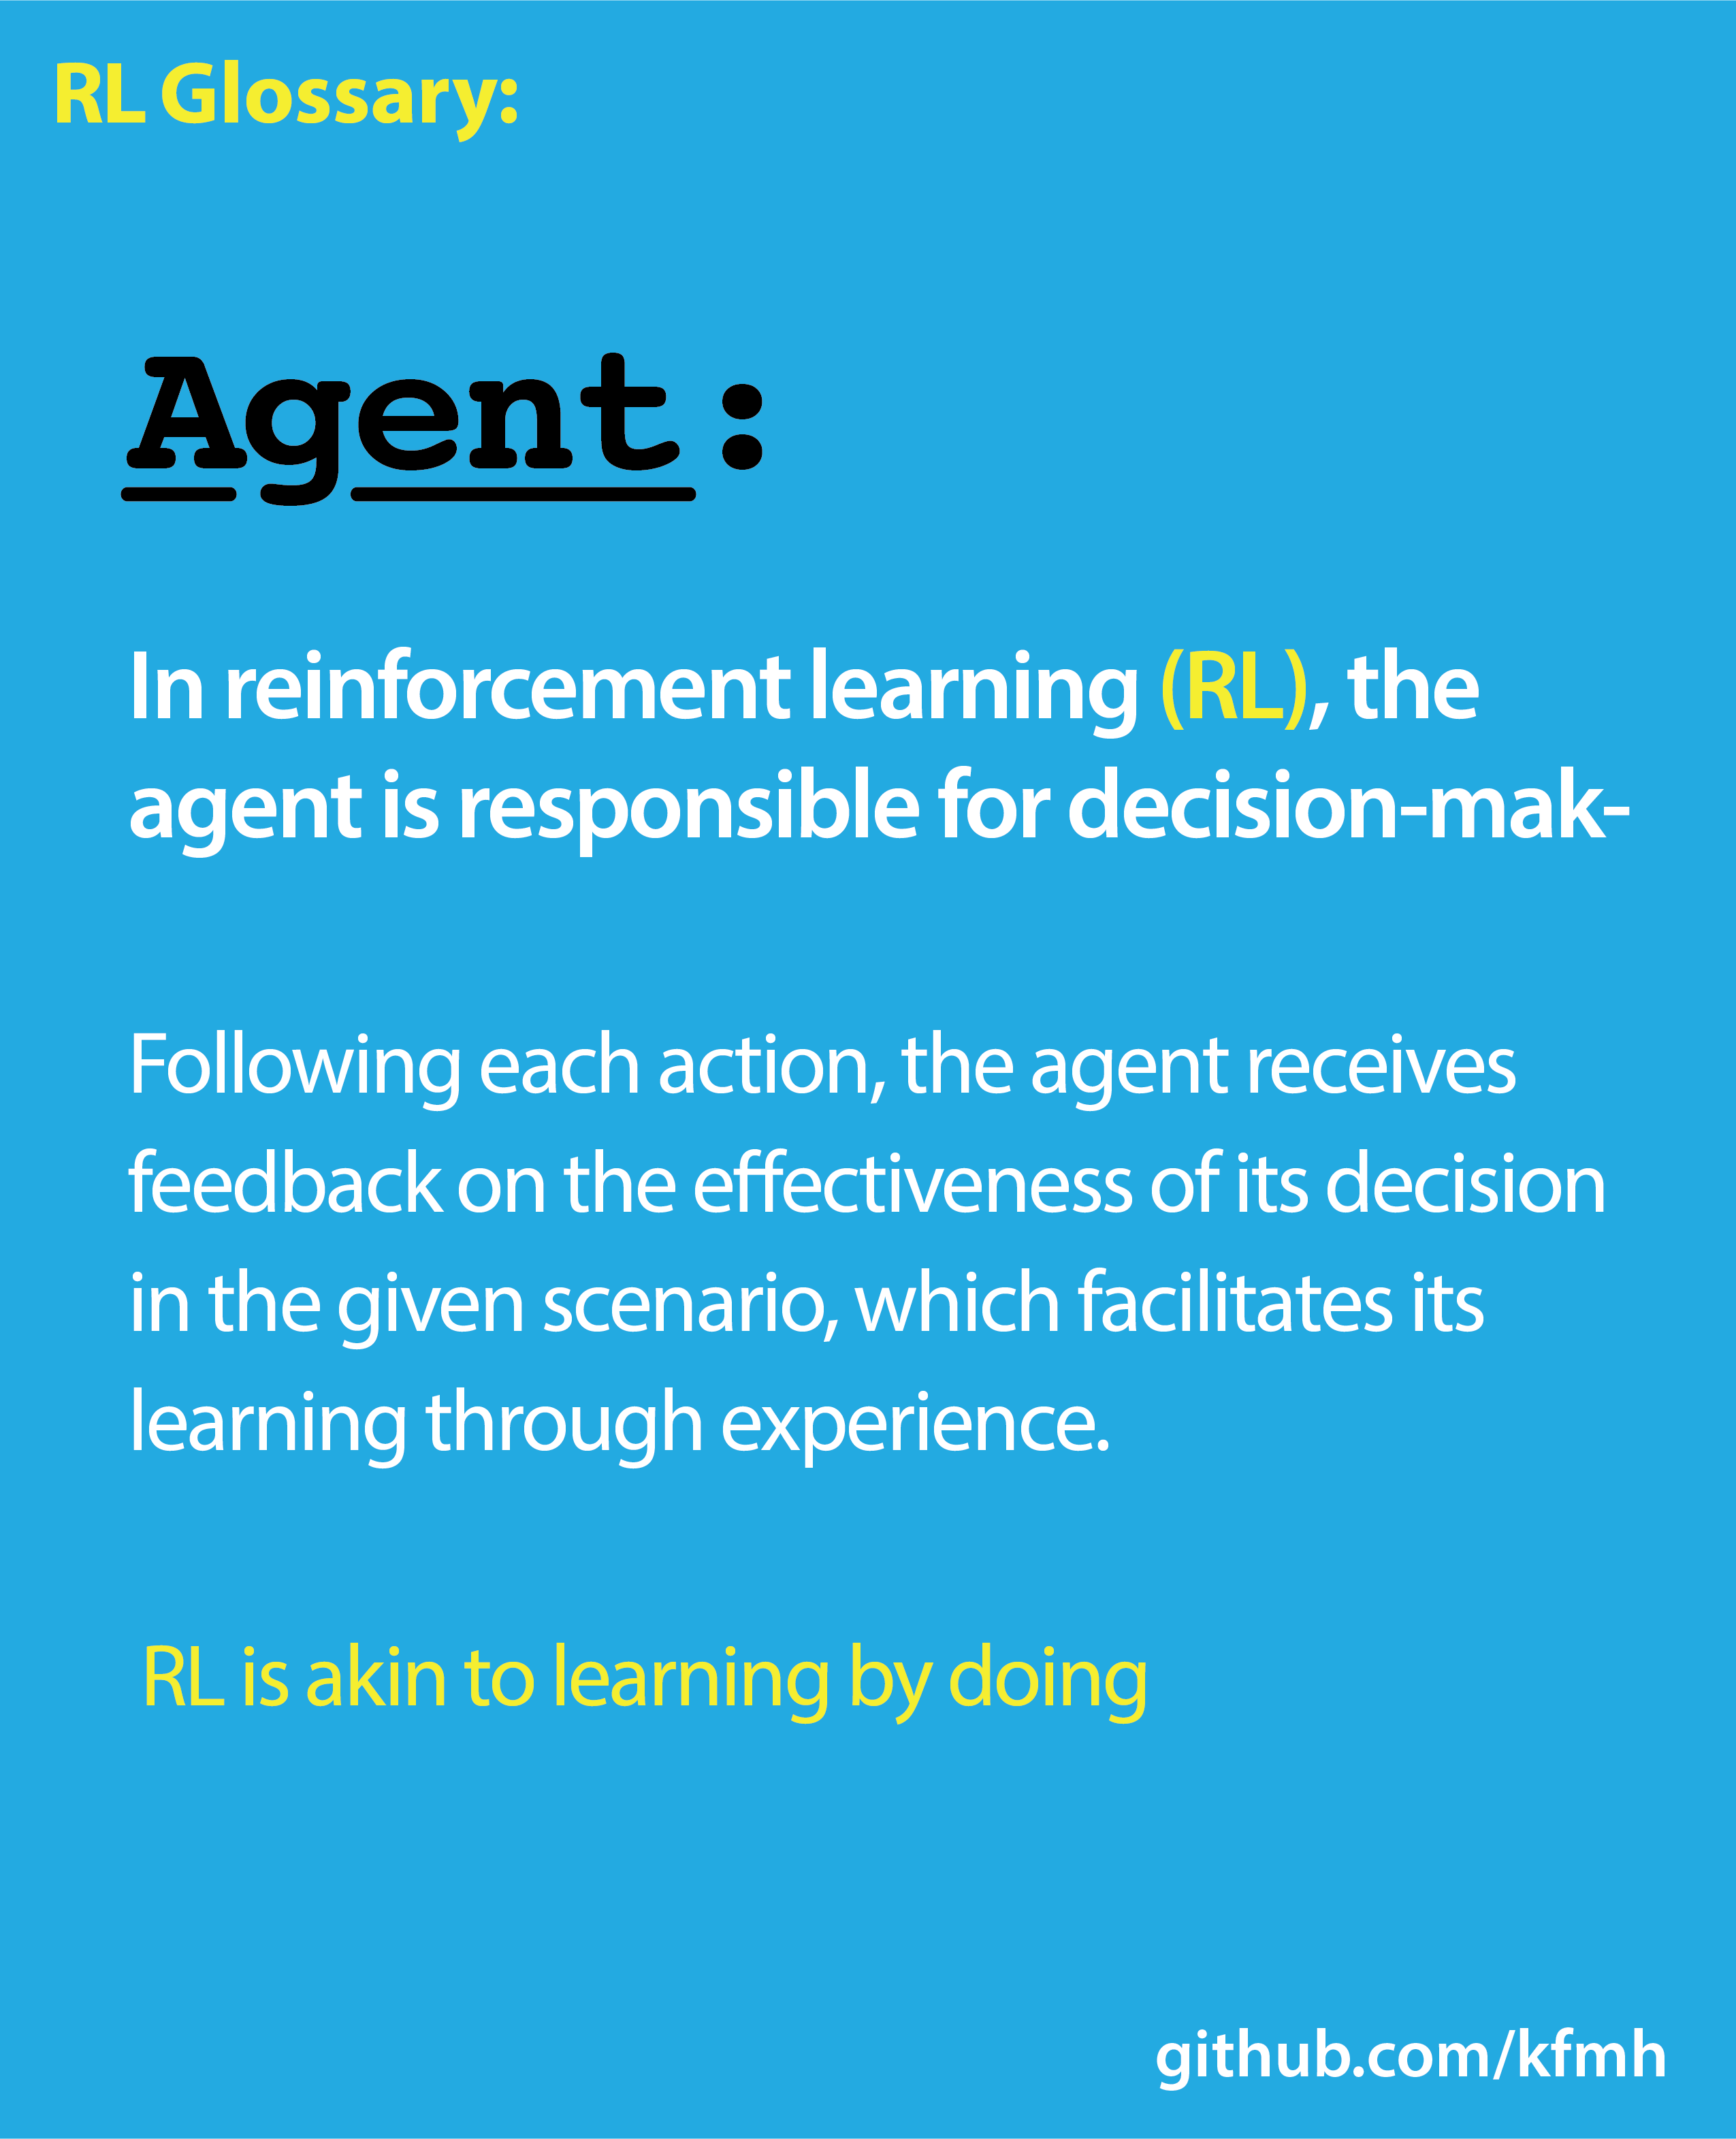 RL Glossary:
Agent:
In reinforcement learning (RL), the
agent is responsible for decision-mak-
Following each action, the agent receives
feedback on the effectiveness of its decision
in the given scenario, which facilitates its
learning through experience.
RL is akin to learning by doing
github.com/kfmh